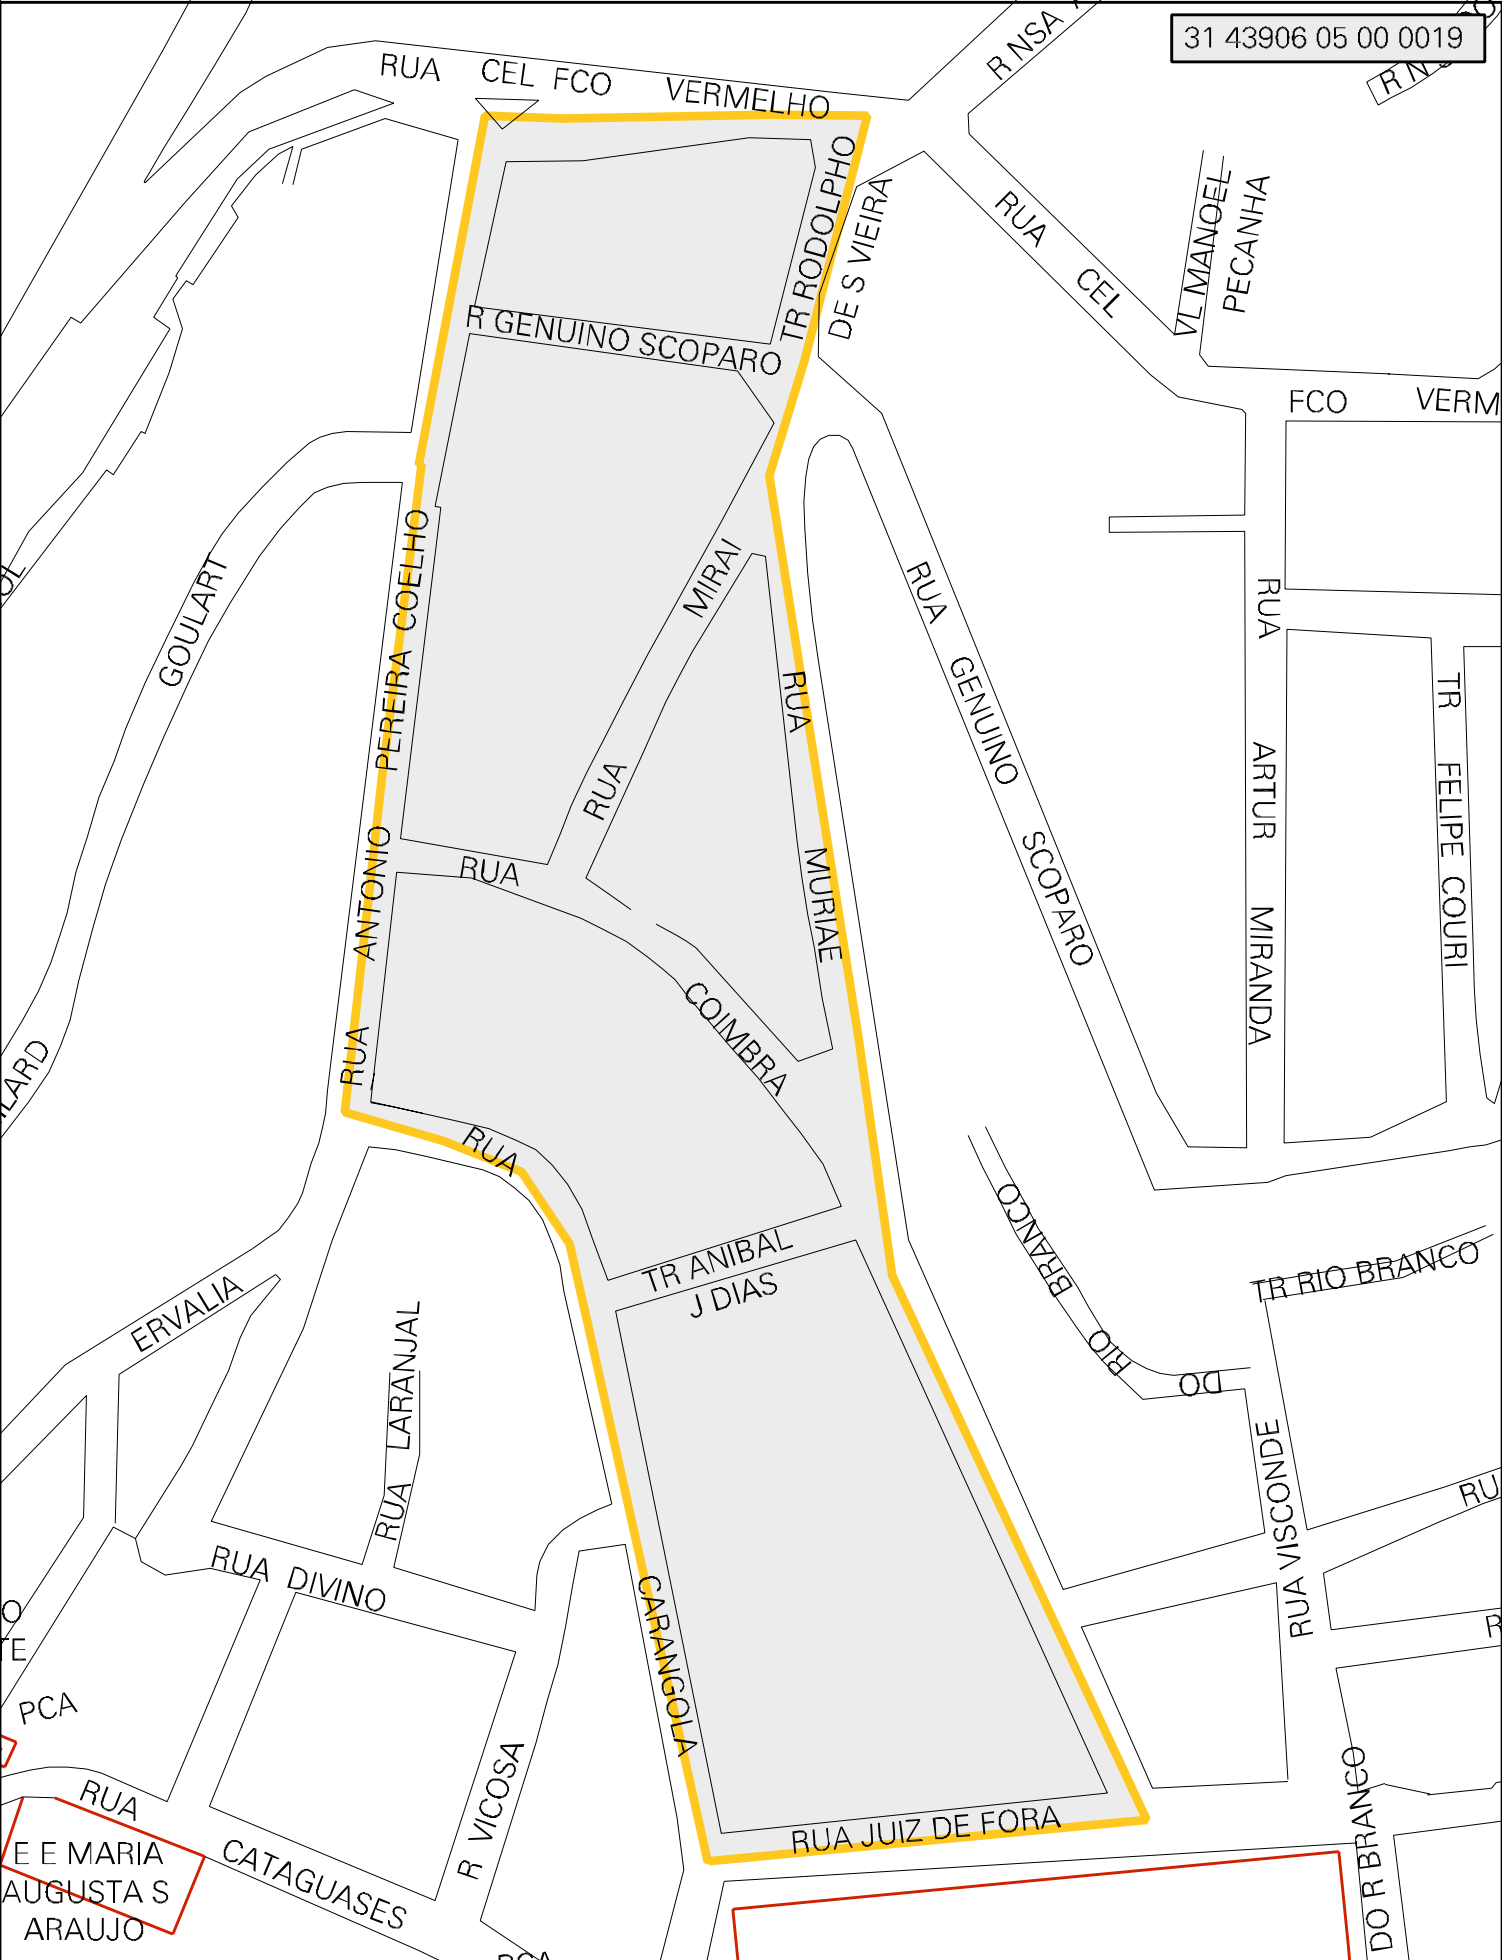 31 43906 05 00 0019
R NSA
RUA CEL FCO VERMELHO
TR RODOLPHO
DE S VIEIRA
RUA CEL
FCO VERM
VL MANOEL
PECANHA
R GENUINO SCOPARO
GOULART
RUA ANTONIO PEREIRA COELHO
RUA MIRAI
RUA MURIAE
RUA GENUINO SCOPARO
RUA ARTUR MIRANDA
TR FELIPE COURI
RUA COIMBRA
LARD
RUA CARANGOLA
TR ANIBAL
J DIAS
ERVALIA
RUA LARANJAL
RUA DIVINO
DO RIO BRANCO
TR RIO BRANCO
RUA VISCONDE
DO R BRANCO
RU
R
O
TE
PCA
RUA CATAGUASES
R VICOSA
RUA JUIZ DE FORA
E E MARIA
AUGUSTA S
ARAUJO